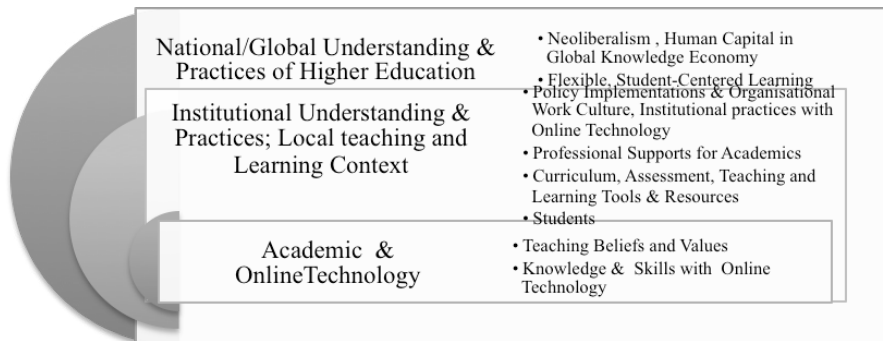 National/Global Understanding &
Practices of Higher Education
• Neoliberalism , Human Capital in
Global Knowledge Economy
• Flexible, Student-Centered Learning
Institutional Understanding &
Practices; Local teaching and
Learning Context
• Policy Implementations & Organisational
Work Culture, Institutional practices with
Online Technology
• Professional Supports for Academics
• Curriculum, Assessment, Teaching and
Learning Tools & Resources
• Students
Academic &
OnlineTechnology
• Teaching Beliefs and Values
• Knowledge & Skills with Online
Technology